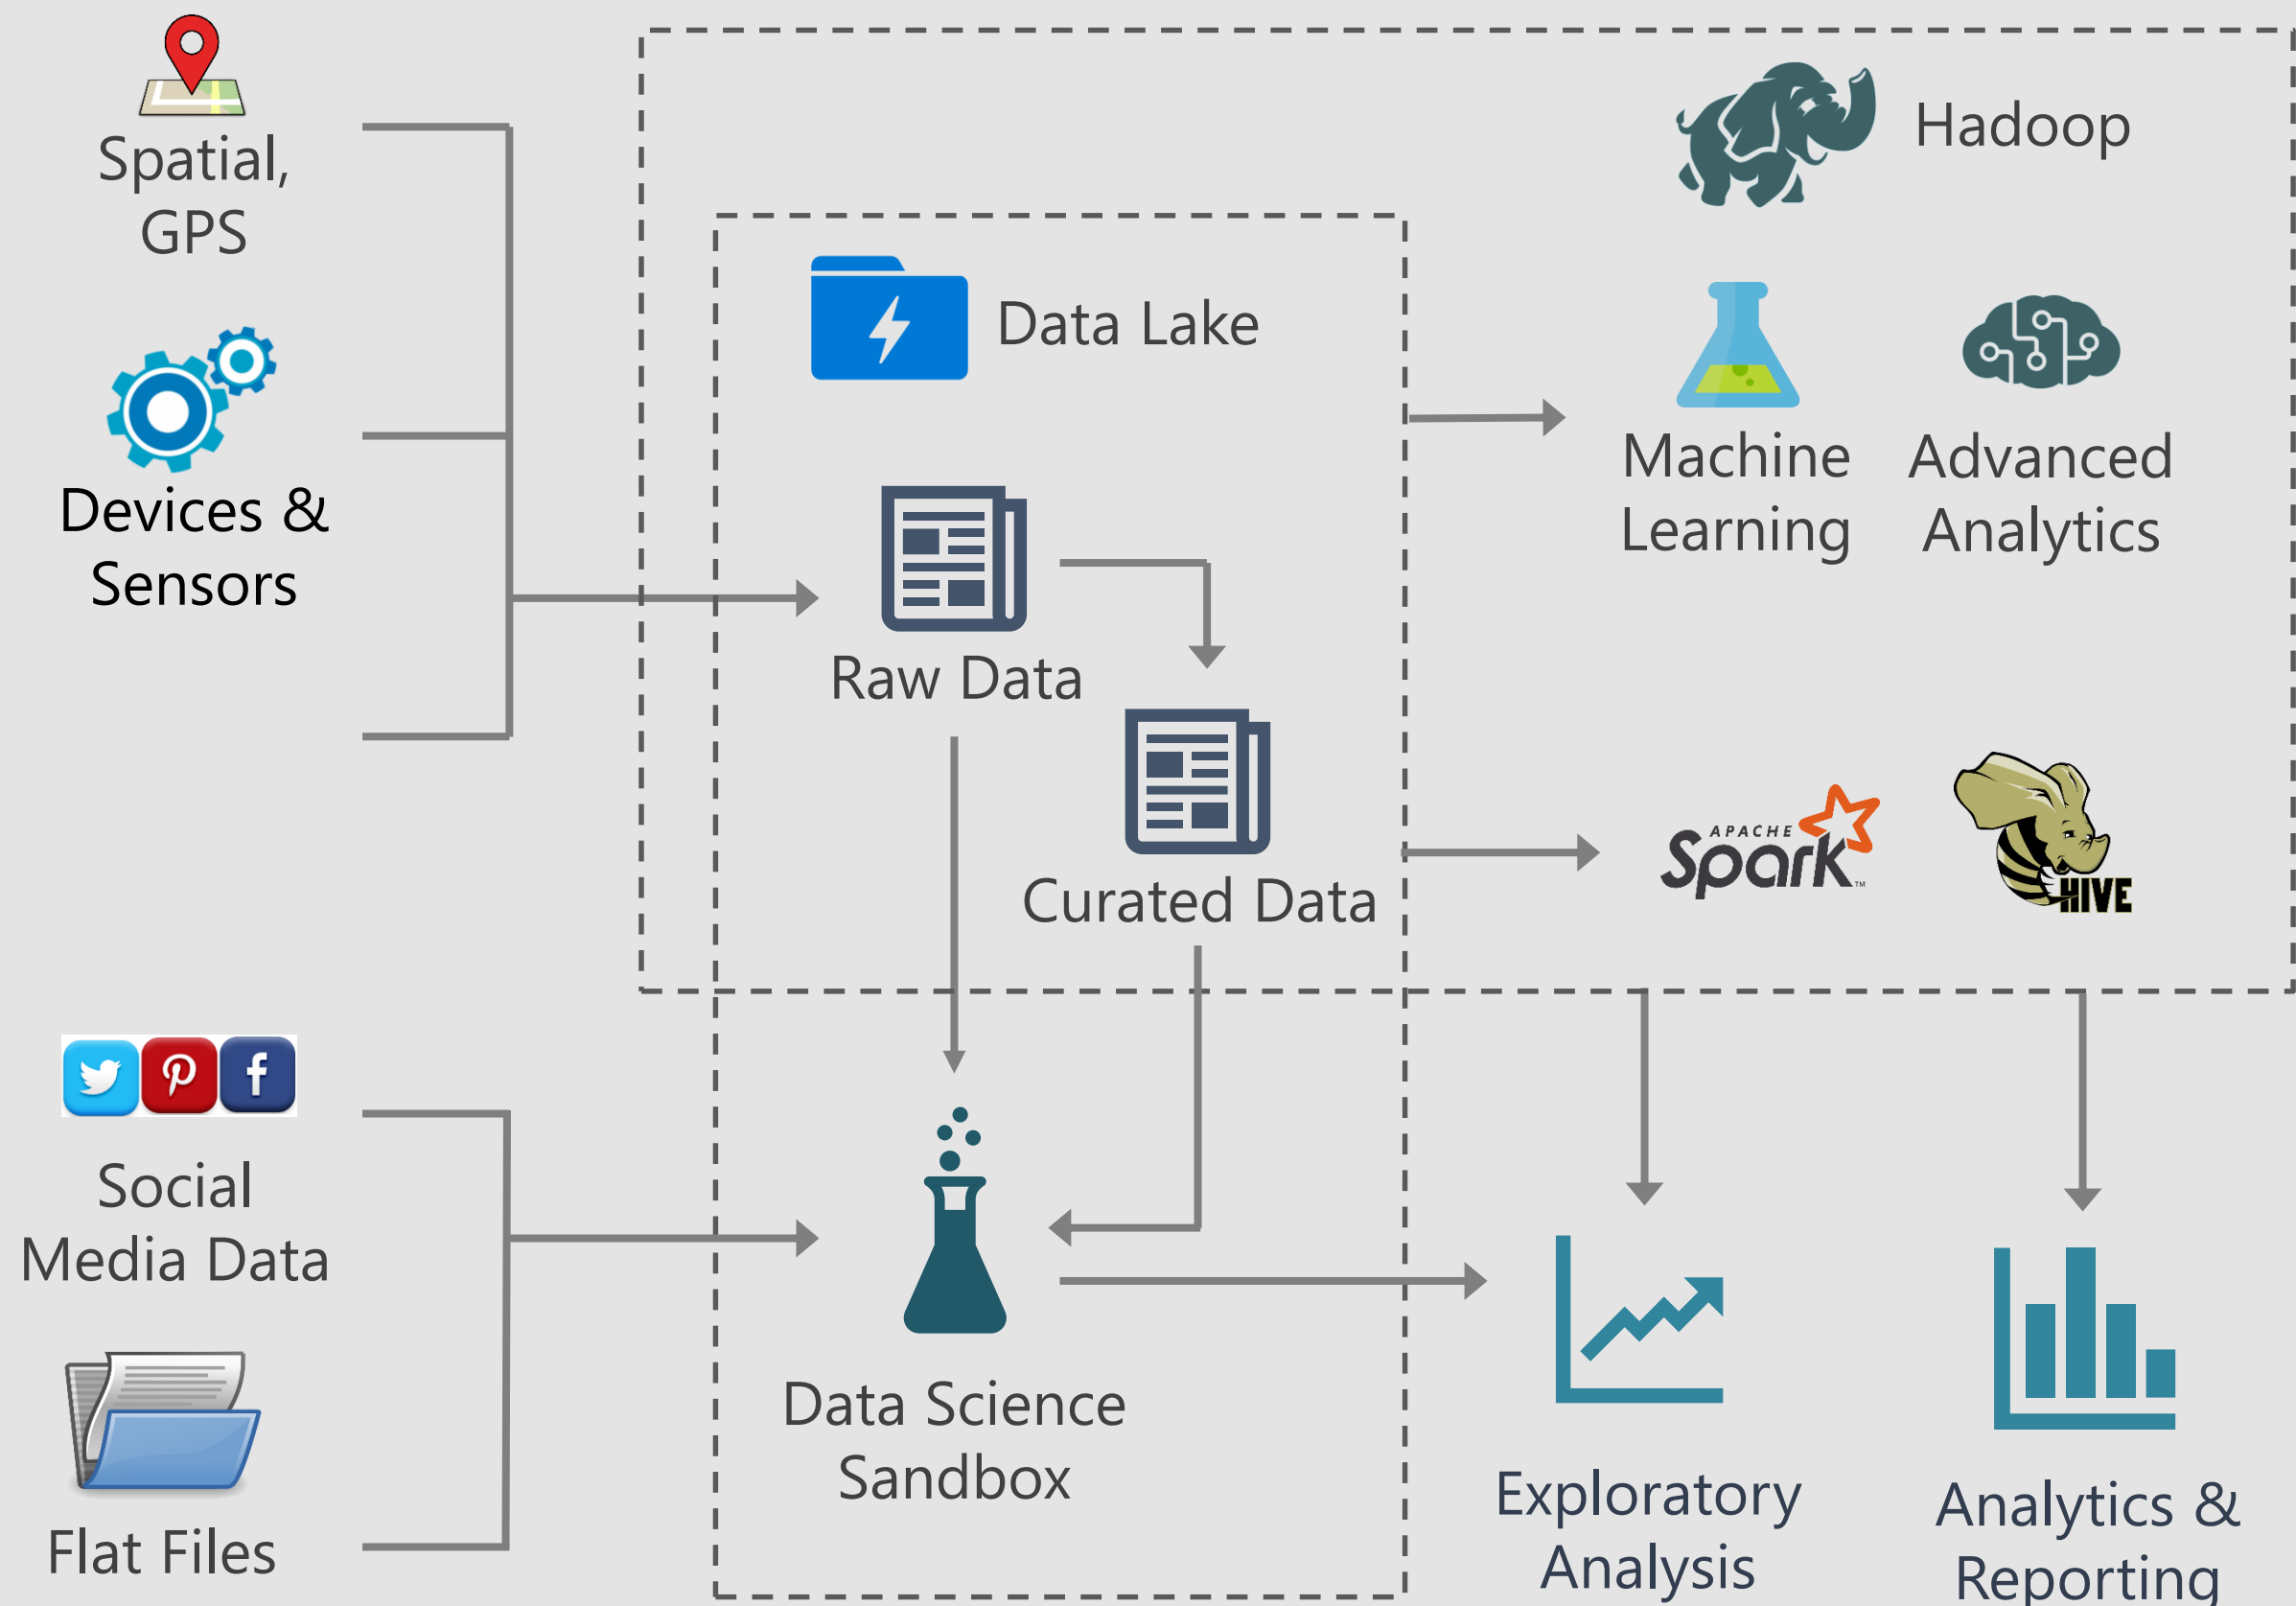 Spatial,
GPS
Devices &
Sensors
Social
Media Data
Flat Files
Data Lake
Raw Data
Curated Data
Data Science
Sandbox
Hadoop
Machine
Learning
Advanced
Analytics
APACHE
Spark™
HIVE
Exploratory
Analysis
Analytics &
Reporting